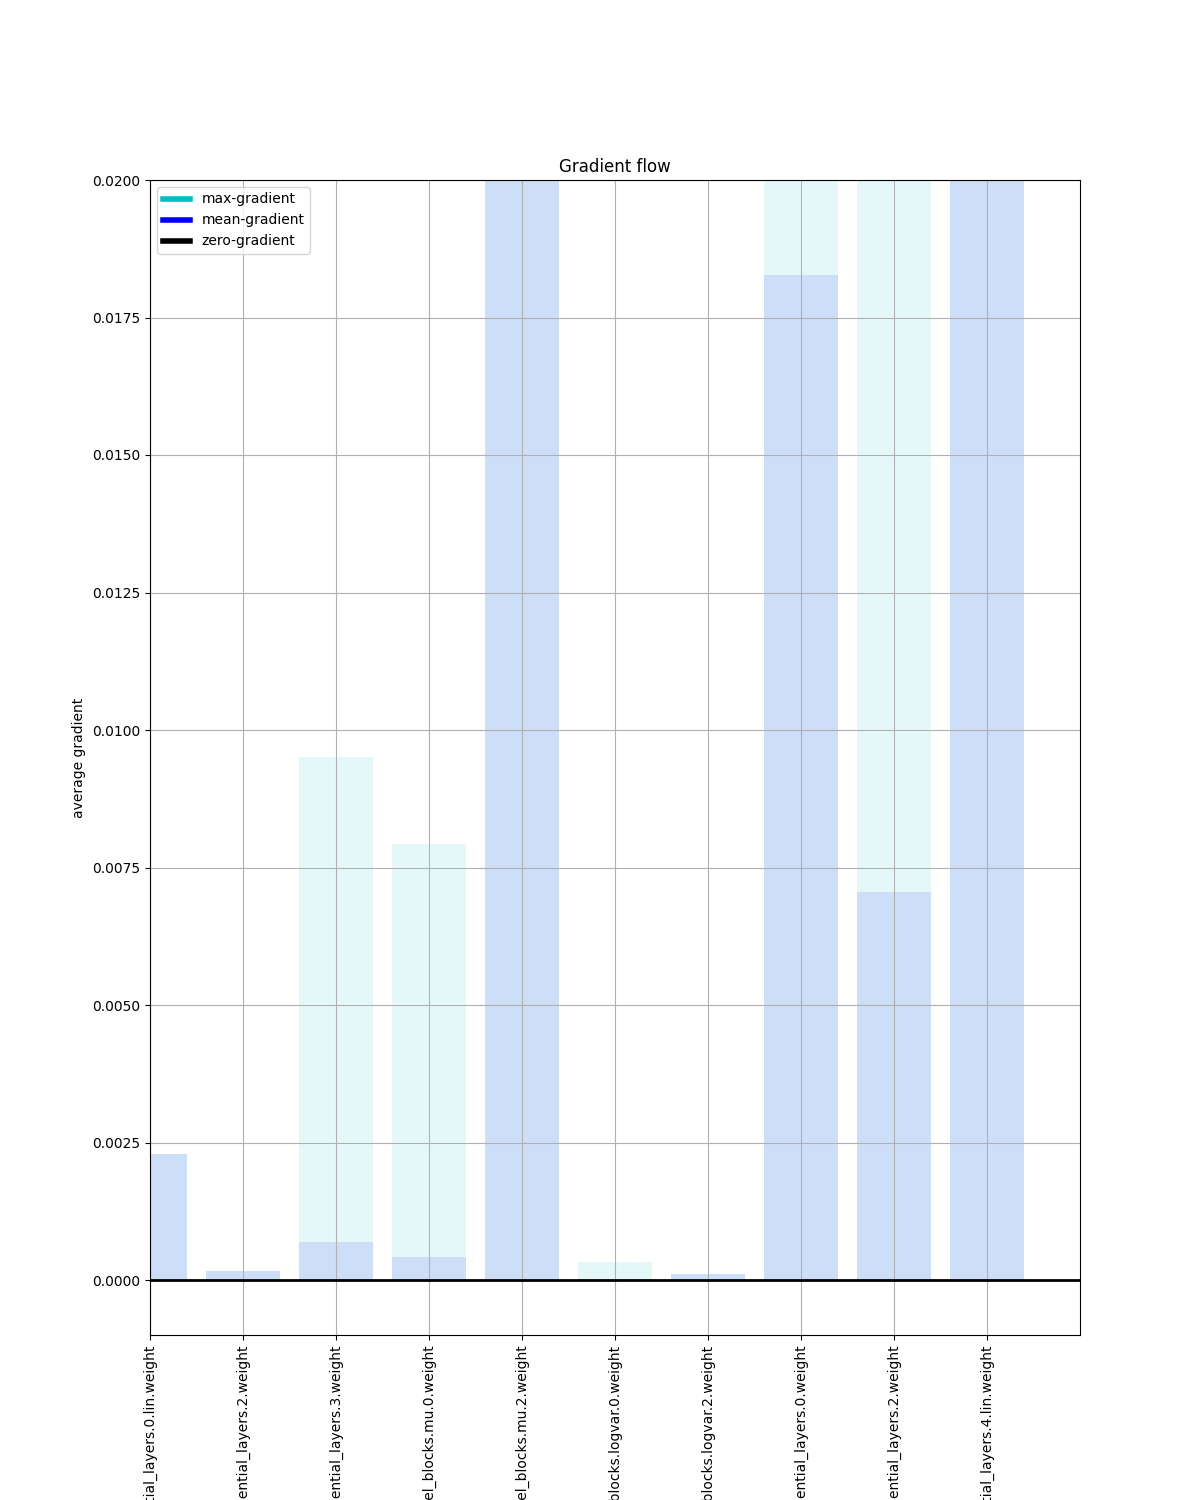 Gradient flow
max-gradient
mean-gradient
zero-gradient
0.0200
0.0175
0.0150
0.0125
0.0100
0.0075
0.0050
0.0025
0.0000
average gradient
tial_layers.0.lin.weight
ential_layers.2.weight
ential_layers.3.weight
el_blocks.mu.0.weight
el_blocks.mu.2.weight
blocks.logvar.0.weight
blocks.logvar.2.weight
ential_layers.0.weight
ential_layers.2.weight
tial_layers.4.lin.weight